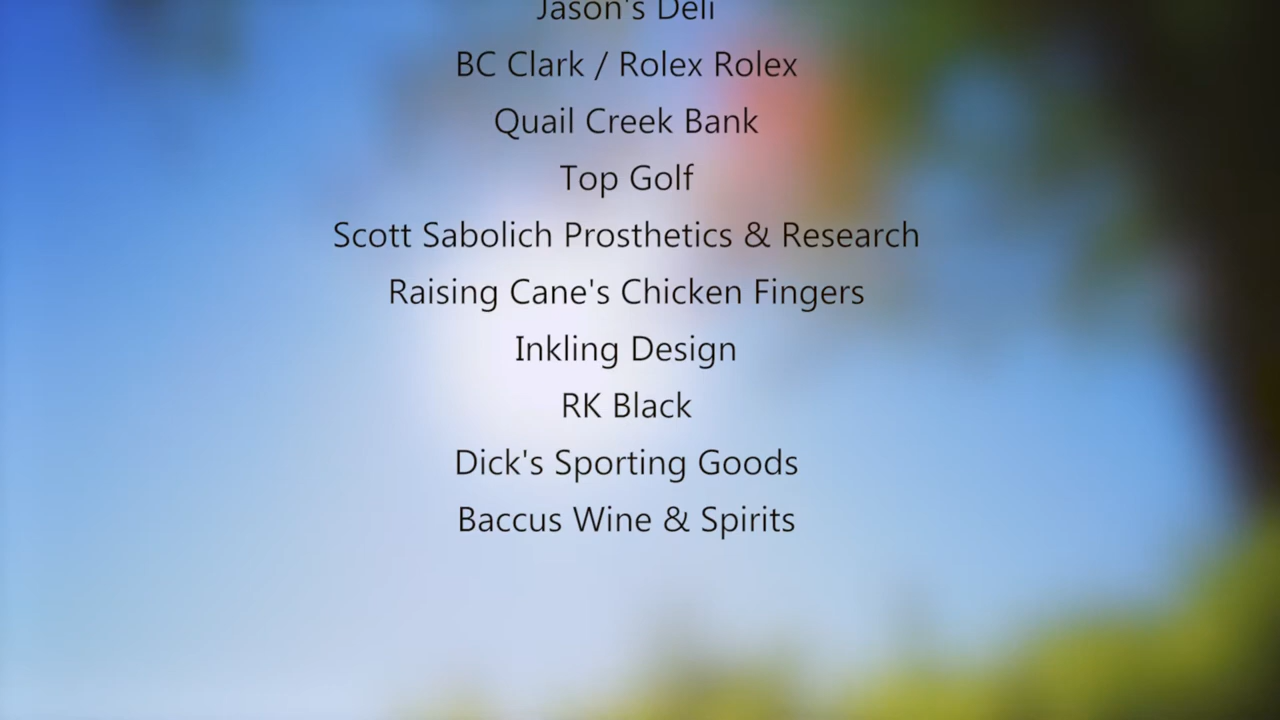 Jason's Deli
BC Clark / Rolex Rolex
Quail Creek Bank
Top Golf
Scott Sabolich Prosthetics & Research
Raising Cane's Chicken Fingers
Inkling Design
RK Black
Dick's Sporting Goods
Baccus Wine & Spirits